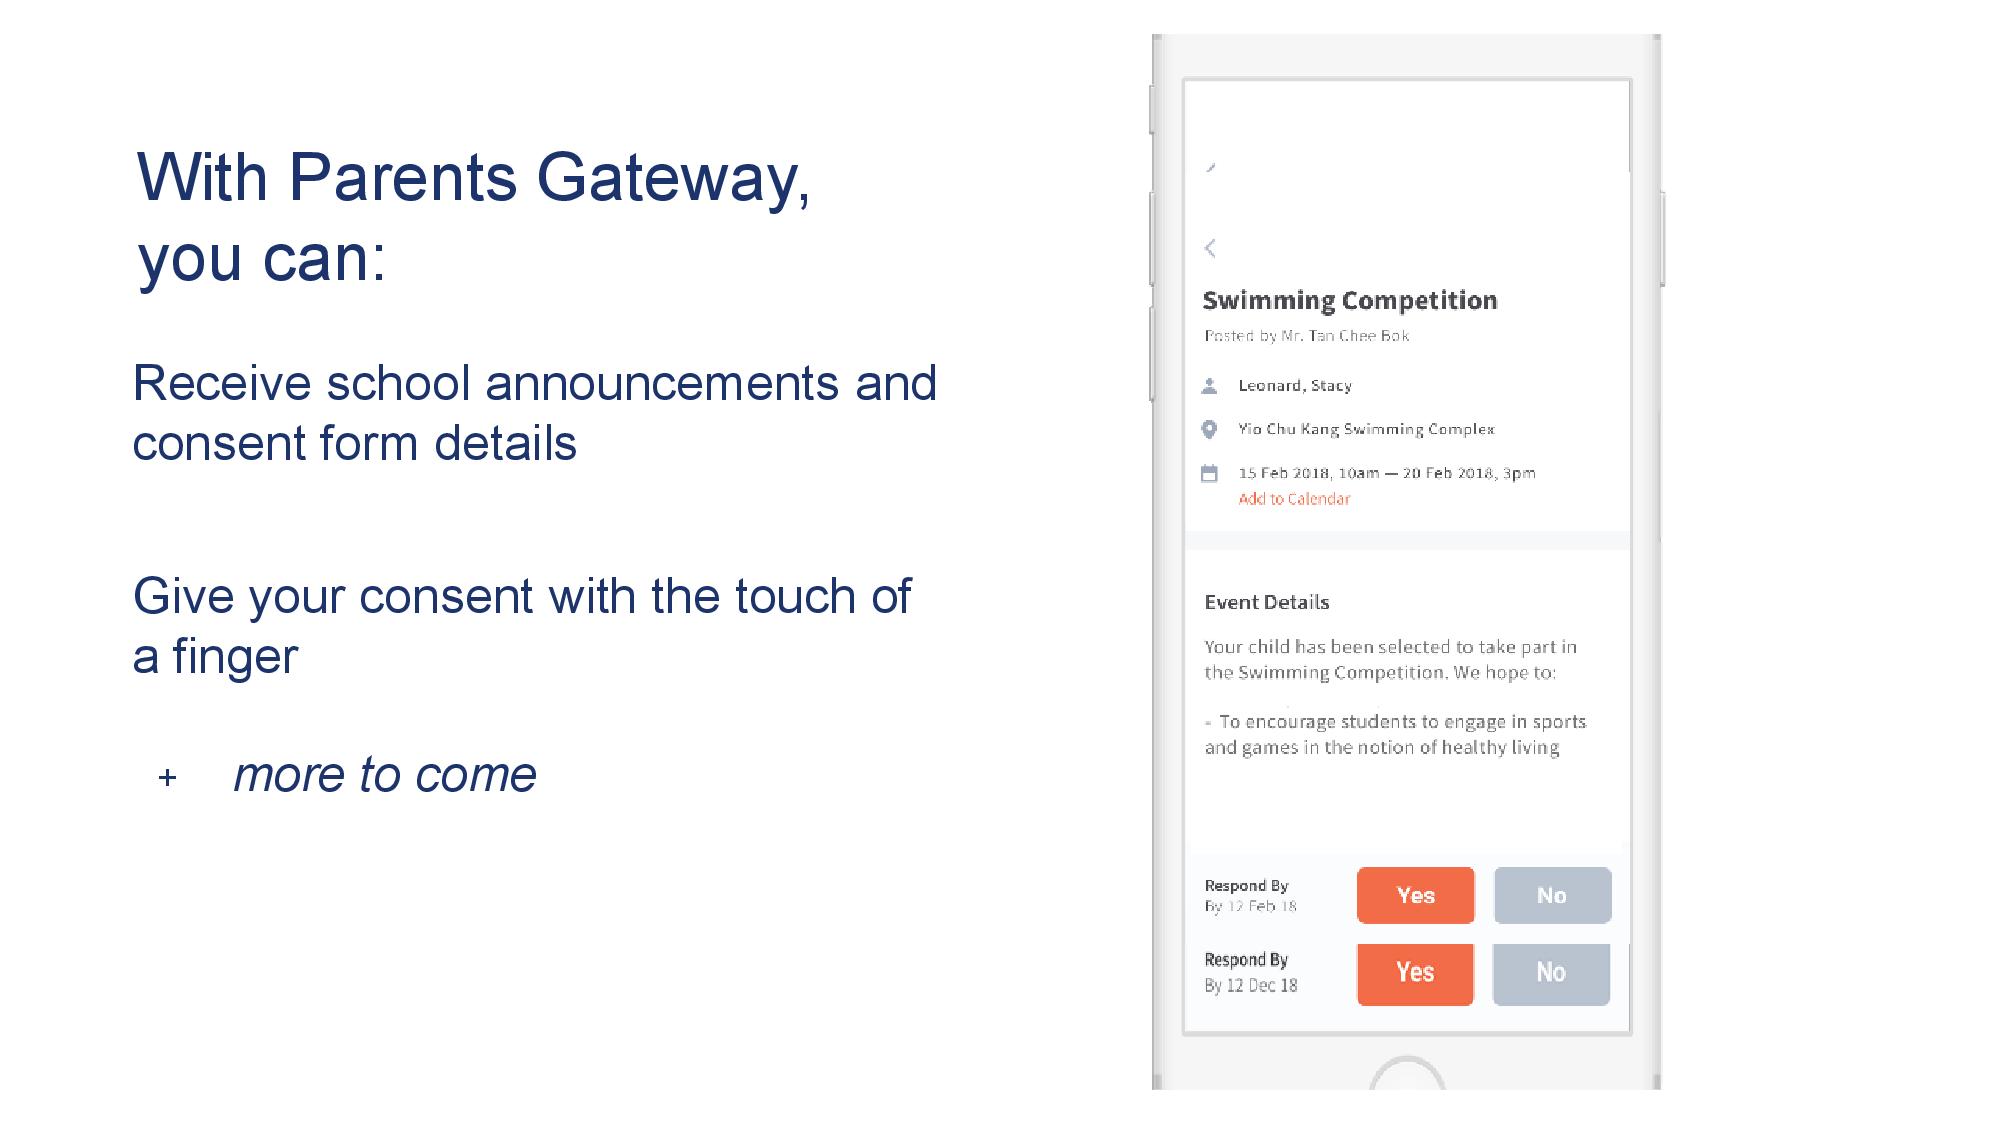 With Parents Gateway,
you can:
Receive school announcements and
consent form details
Give your consent with the touch of
a finger
+ more to come
Swimming Competition
Posted by Mr. Tan Chee Bok
Leonard, Stacy
Yio Chu Kang Swimming Complex
15 Feb 2018, 10am — 20 Feb 2018, 3pm
Add to Calendar
Event Details
Your child has been selected to take part in
the Swimming Competition. We hope to:
- To encourage students to engage in sports
and games in the notion of healthy living
Respond By
By 12 Feb 18
Yes
No
Respond By
By 12 Dec 18
Yes
No